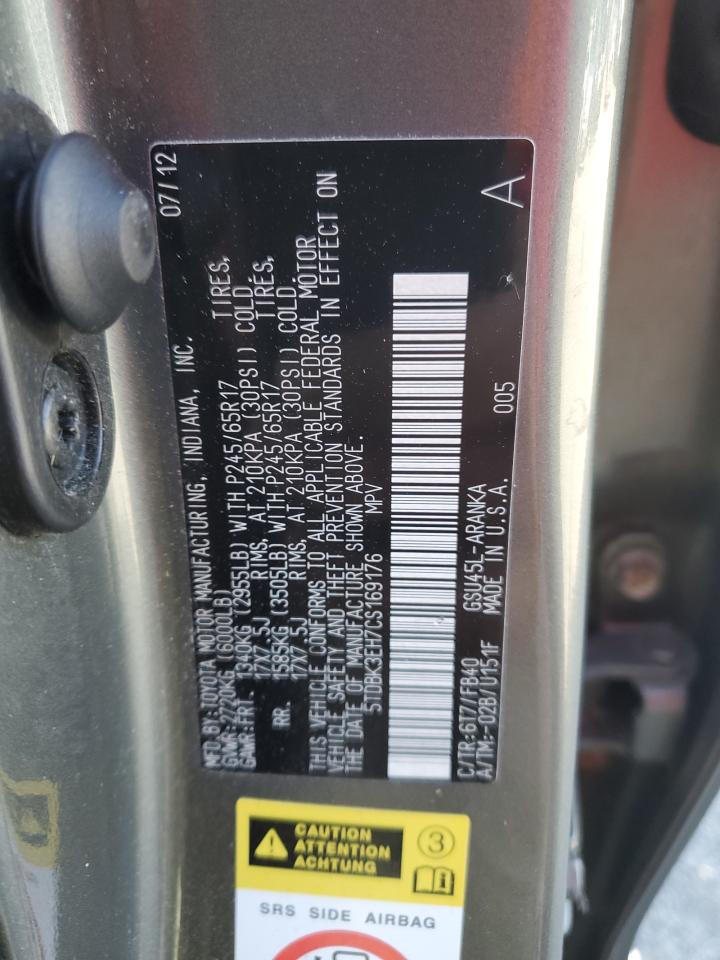 MFD.BY:TOYOTA MOTOR MANUFACTURING, INDIANA, INC. 07/12
GVWR:2720KG(6000LB)
GAWR:FRT. 1340KG (2955LB) WITH P245/65R17 TIRES,
17X7.5J RIMS, AT 210KPA (30PSI) COLD.
RR. 1585KG (3505LB) WITH P245/65R17 TIRES,
17X7.5J RIMS, AT 210KPA (30PSI) COLD.
THIS VEHICLE CONFORMS TO ALL APPLICABLE FEDERAL MOTOR
VEHICLE SAFETY AND THEFT PREVENTION STANDARDS IN EFFECT ON
THE DATE OF MANUFACTURE SHOWN ABOVE.
5TDBK3EH7CS169176 MPV
A
C/TR:6T7/FB40 GSU45L-ARANKA
A/TM:-02B/U151F MADE IN U.S.A. 005
CAUTION
ATTENTION
ACHTUNG
3
SRS SIDE AIRBAG